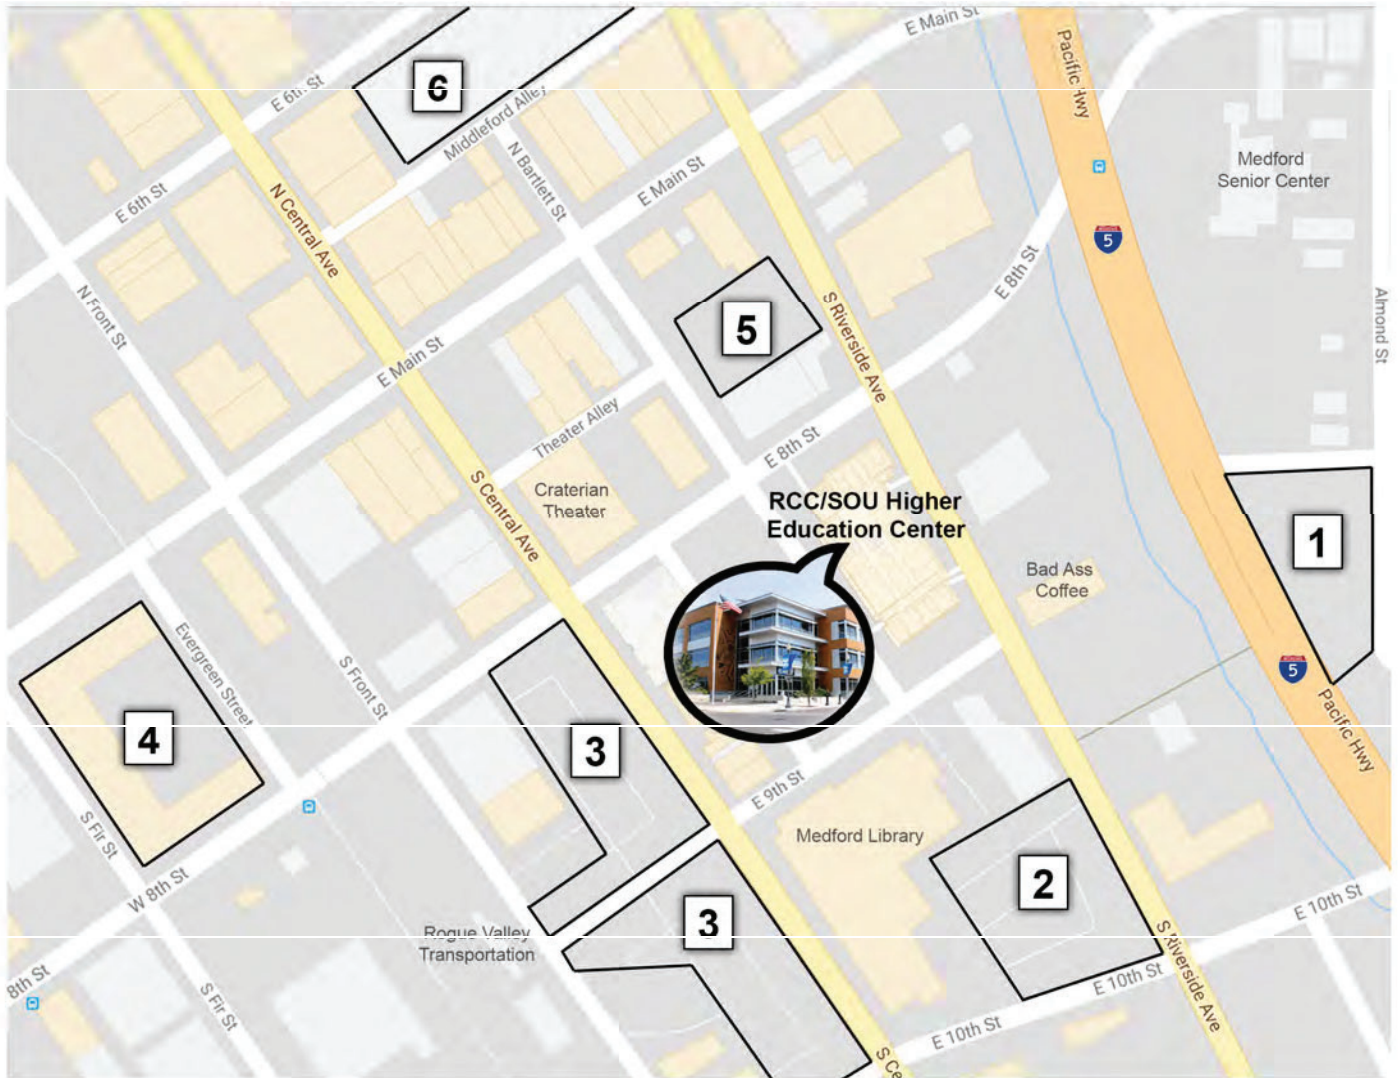 E Main St
Pacific Hwy
E 6th St
6
Middleford Alley
N Bartlett St
E Main St
Medford
Senior Center
E 6th St
N Central Ave
5
E 8th St
N Front St
S Riverside Ave
Almond St
5
E Main St
Theater Alley
E 8th St
S Central Ave
Craterian
Theater
RCC/SOU Higher
Education Center
1
Bad Ass
Coffee
Evergreen Street
S Front St
5
Pacific Hwy
4
3
E 9th St
S Fir St
Medford Library
W 8th St
2
E 10th St
3
Rogue Valley
Transportation
S Riverside Ave
8th St
S Fir St
E 10th St
E 10th St
S Ce